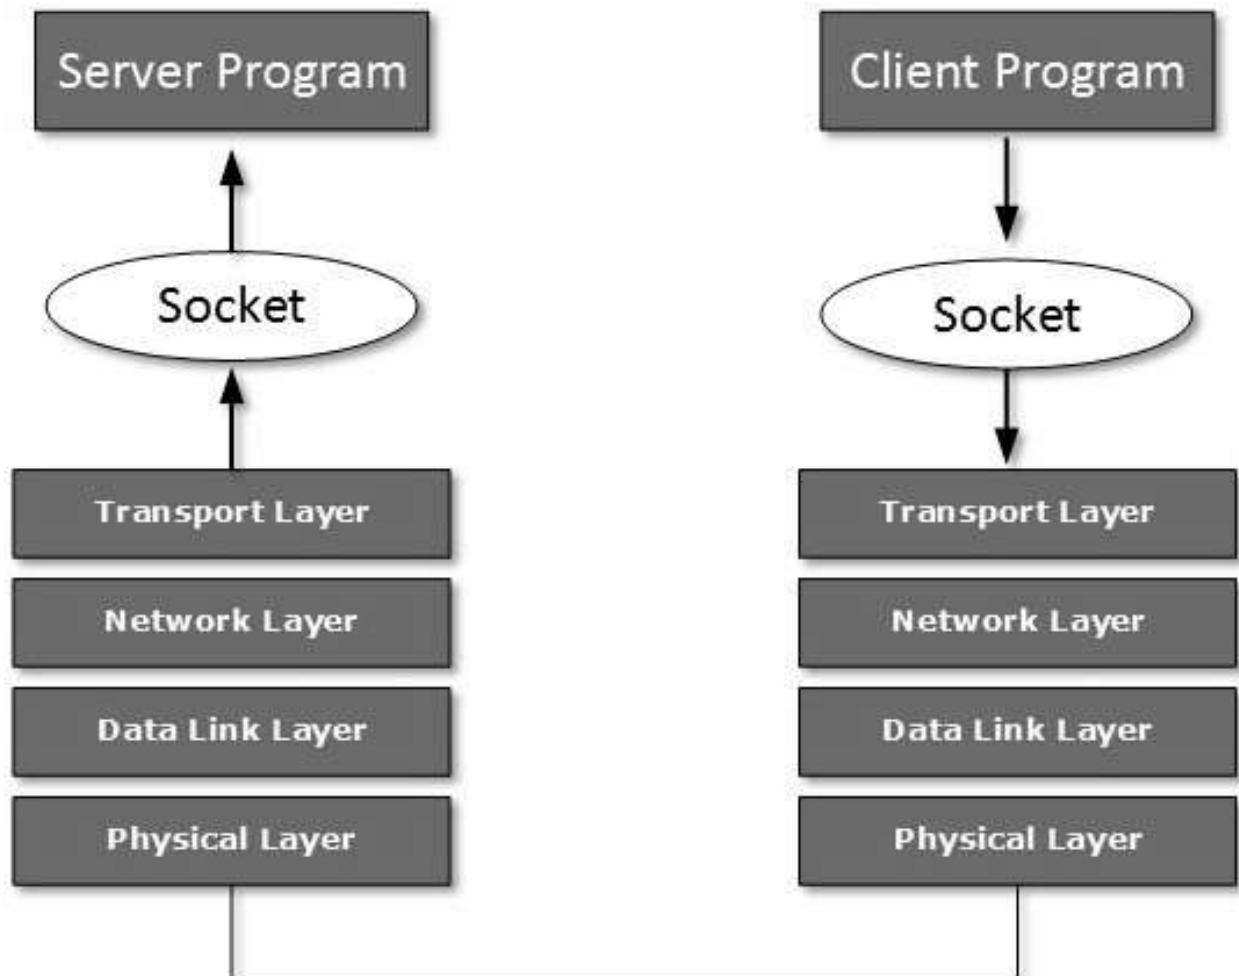 Server Program
Client Program
Socket
Socket
Transport Layer
Transport Layer
Network Layer
Network Layer
Data Link Layer
Data Link Layer
Physical Layer
Physical Layer